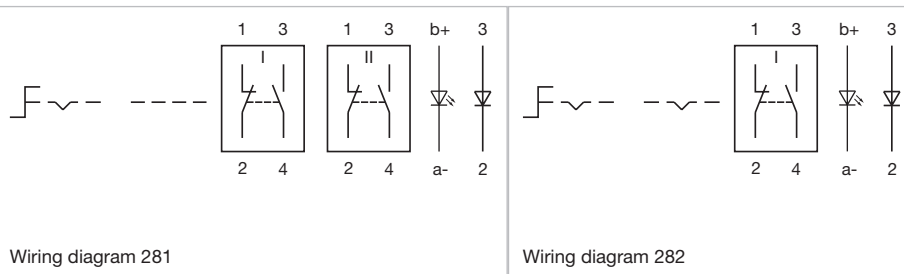 1 3 1 3 b+ 3
I II
2 4 2 4 a- 2
Wiring diagram 281
1 3 b+ 3
I
2 4 a- 2
Wiring diagram 282